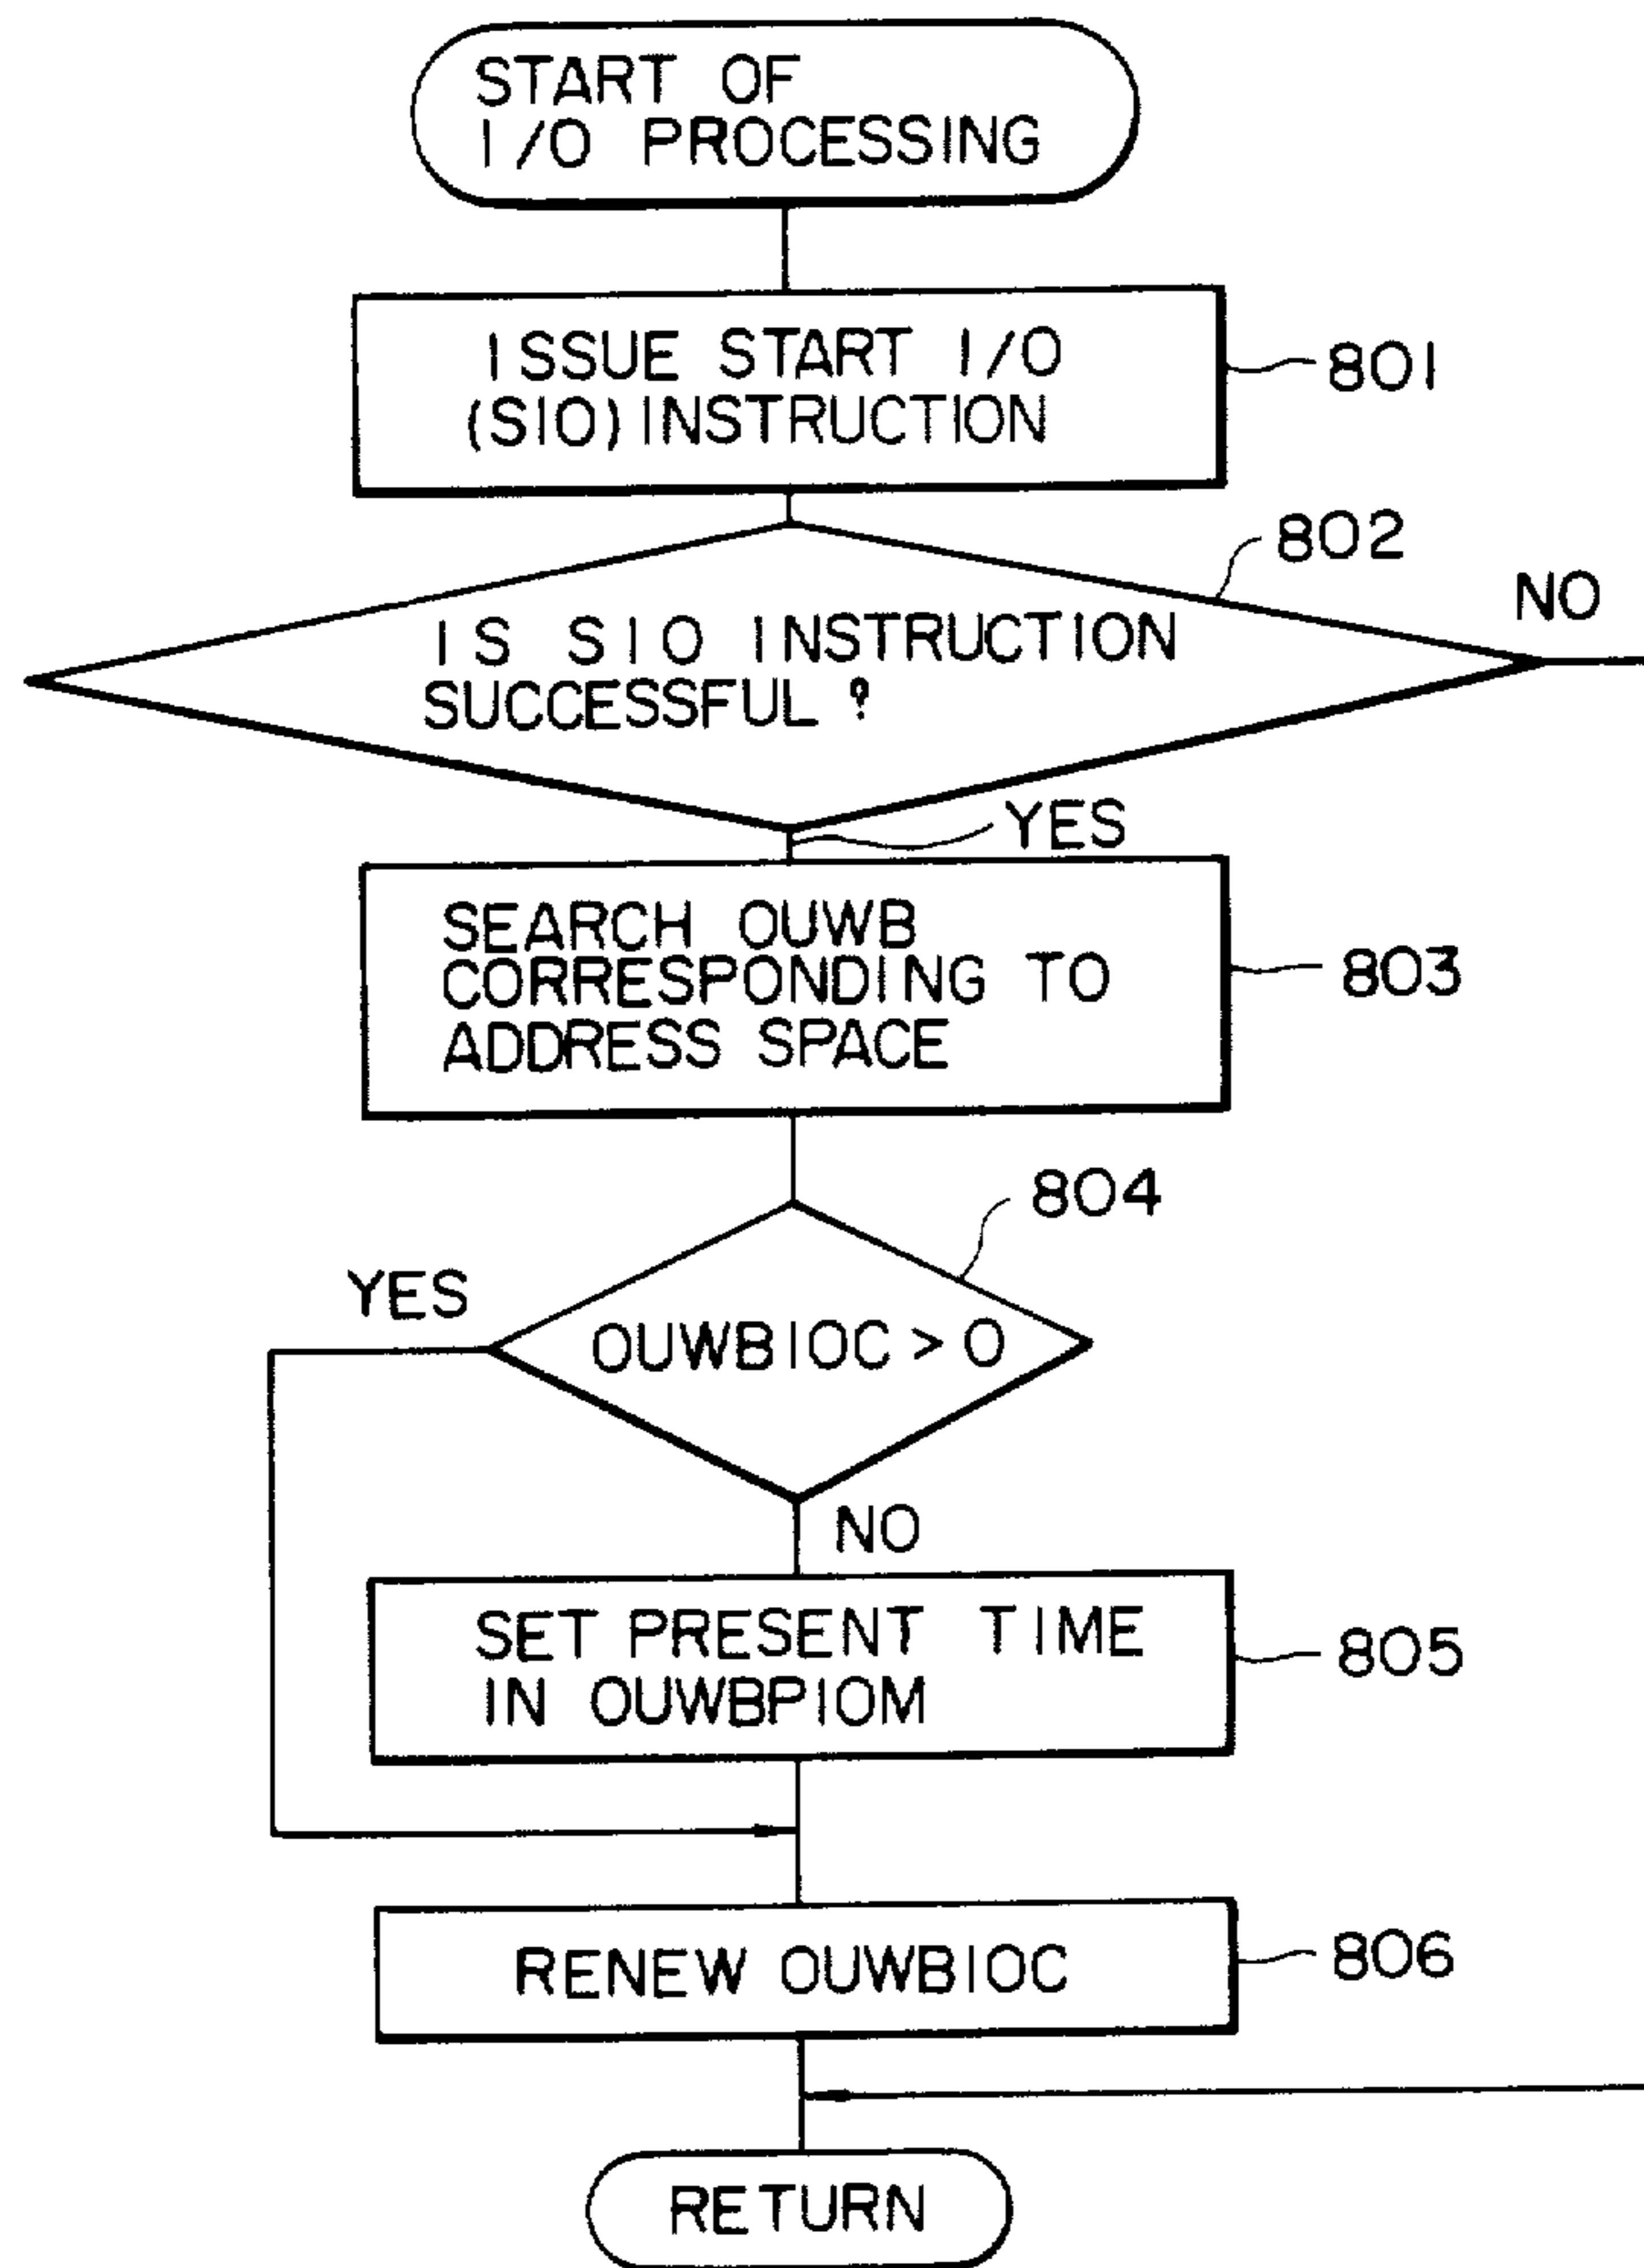 START OF
I/O PROCESSING
ISSUE START I/O
(SIO) INSTRUCTION
801
802
NO
IS SIO INSTRUCTION
SUCCESSFUL ?
YES
SEARCH OUWB
CORRESPONDING TO
ADDRESS SPACE
803
804
YES
OUWBIOC > O
NO
SET PRESENT TIME
IN OUWBPIOM
805
RENEW OUWBIOC
806
RETURN